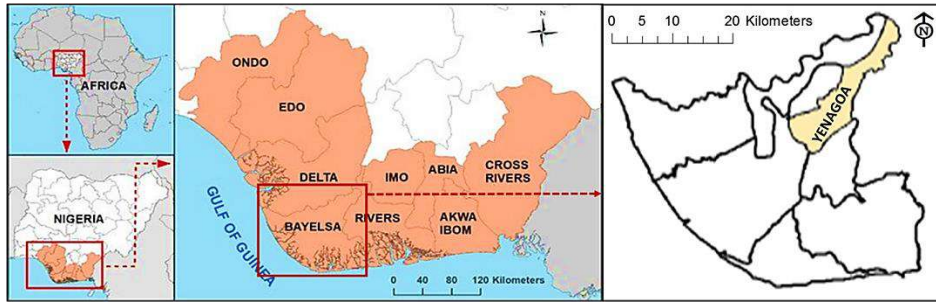 AFRICA
NIGERIA
N
ONDO
EDO
DELTA
IMO
ABIA
CROSS
RIVERS
BAYELSA
RIVERS
AKWA
IBOM
GULF OF GUINEA
0 20 40 80 120 Kilometers
0 5 10 20 Kilometers
N
YENAGOA